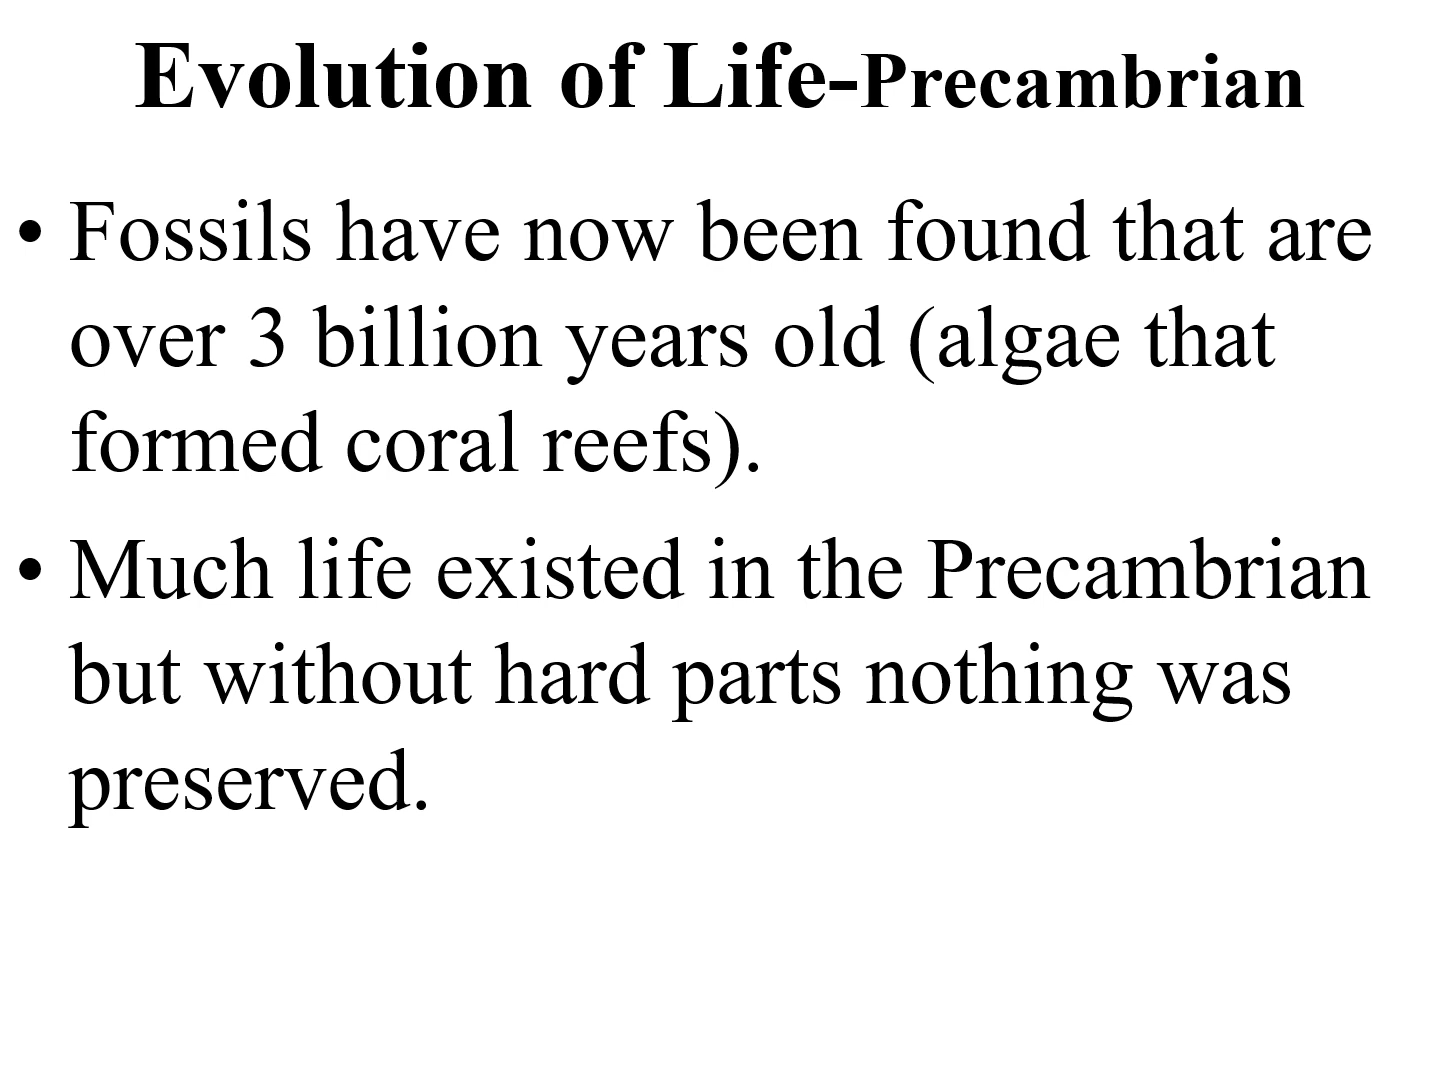 Evolution of Life-Precambrian
• Fossils have now been found that are
over 3 billion years old (algae that
formed coral reefs).
• Much life existed in the Precambrian
but without hard parts nothing was
preserved.